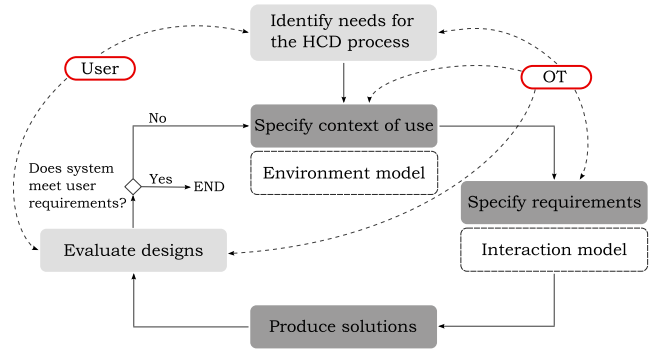 Identify needs for
the HCD process
User
OT
No
Specify context of use
Environment model
Does system
meet user
requirements?
Yes
END
Specify requirements
Interaction model
Evaluate designs
Produce solutions